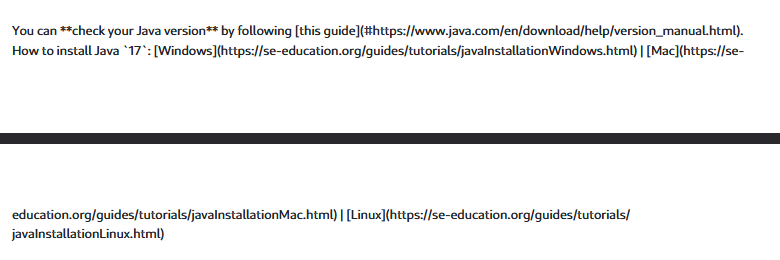 You can **check your Java version** by following [this guide](#https://www.java.com/en/download/help/version_manual.html).
How to install Java `17`: [Windows](https://se-education.org/guides/tutorials/javaInstallationWindows.html) | [Mac](https://se-
education.org/guides/tutorials/javaInstallationMac.html) | [Linux](https://se-education.org/guides/tutorials/
javaInstallationLinux.html)